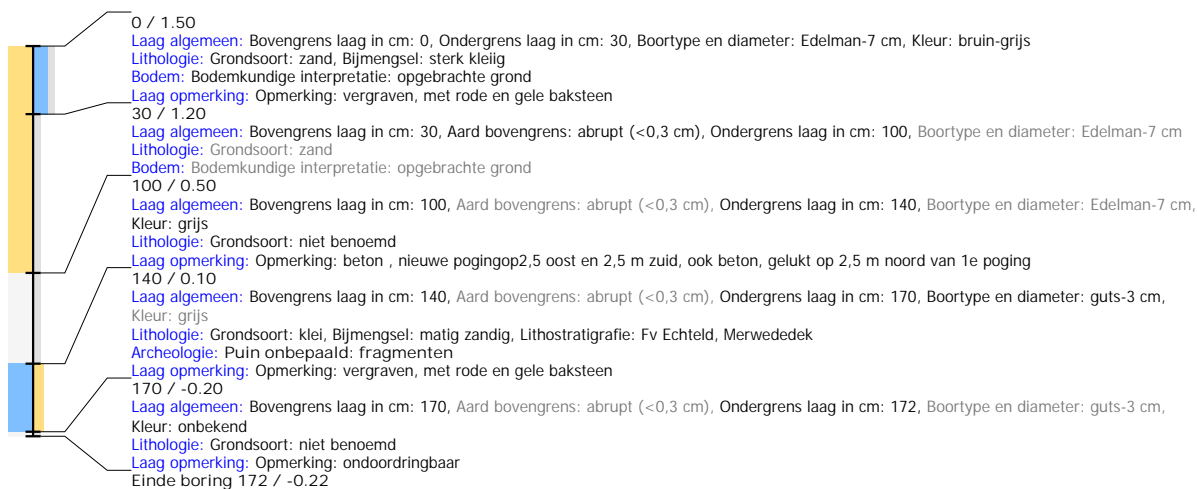 0 / 1.50
Laag algemeen: Bovengrens laag in cm: 0, Ondergrens laag in cm: 30, Boortype en diameter: Edelman-7 cm, Kleur: bruin-grijs
Lithologie: Grondsoort: zand, Bijmengsel: sterk kleiig
Bodem: Bodemkundige interpretatie: opgebrachte grond
Laag opmerking: Opmerking: vergraven, met rode en gele baksteen
30 / 1.20
Laag algemeen: Bovengrens laag in cm: 30, Aard bovengrens: abrupt (<0,3 cm), Ondergrens laag in cm: 100, Boortype en diameter: Edelman-7 cm
Lithologie: Grondsoort: zand
Bodem: Bodemkundige interpretatie: opgebrachte grond
100 / 0.50
Laag algemeen: Bovengrens laag in cm: 100, Aard bovengrens: abrupt (<0,3 cm), Ondergrens laag in cm: 140, Boortype en diameter: Edelman-7 cm,
Kleur: grijs
Lithologie: Grondsoort: niet benoemd
Laag opmerking: Opmerking: beton , nieuwe pogingop2,5 oost en 2,5 m zuid, ook beton, gelukt op 2,5 m noord van 1e poging
140 / 0.10
Laag algemeen: Bovengrens laag in cm: 140, Aard bovengrens: abrupt (<0,3 cm), Ondergrens laag in cm: 170, Boortype en diameter: guts-3 cm,
Kleur: grijs
Lithologie: Grondsoort: klei, Bijmengsel: matig zandig, Lithostratigrafie: Fv Echteld, Merwededek
Archeologie: Puin onbepaald: fragmenten
Laag opmerking: Opmerking: vergraven, met rode en gele baksteen
170 / -0.20
Laag algemeen: Bovengrens laag in cm: 170, Aard bovengrens: abrupt (<0,3 cm), Ondergrens laag in cm: 172, Boortype en diameter: guts-3 cm,
Kleur: onbekend
Lithologie: Grondsoort: niet benoemd
Laag opmerking: Opmerking: ondoordringbaar
Einde boring 172 / -0.22